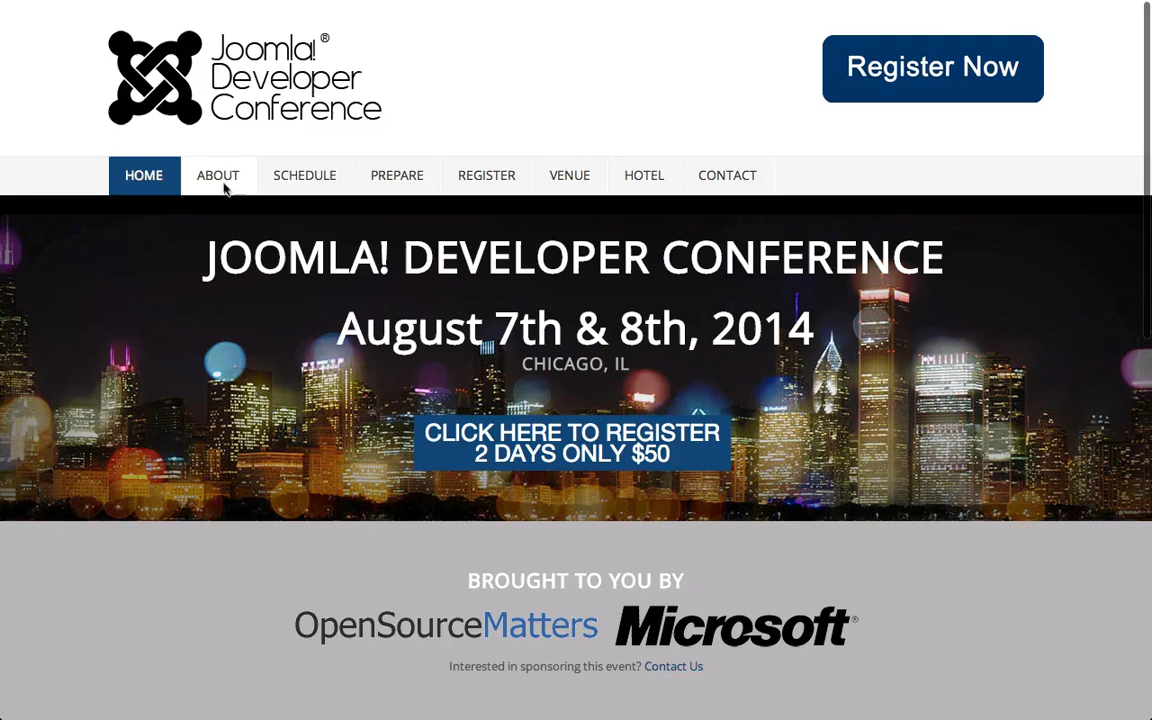 Joomla!®
Developer
Conference
Register Now
HOME ABOUT SCHEDULE PREPARE REGISTER VENUE HOTEL CONTACT
JOOMLA! DEVELOPER CONFERENCE
August 7th & 8th, 2014
CHICAGO, IL
CLICK HERE TO REGISTER
2 DAYS ONLY $50
BROUGHT TO YOU BY
OpenSourceMatters Microsoft®
Interested in sponsoring this event? Contact Us